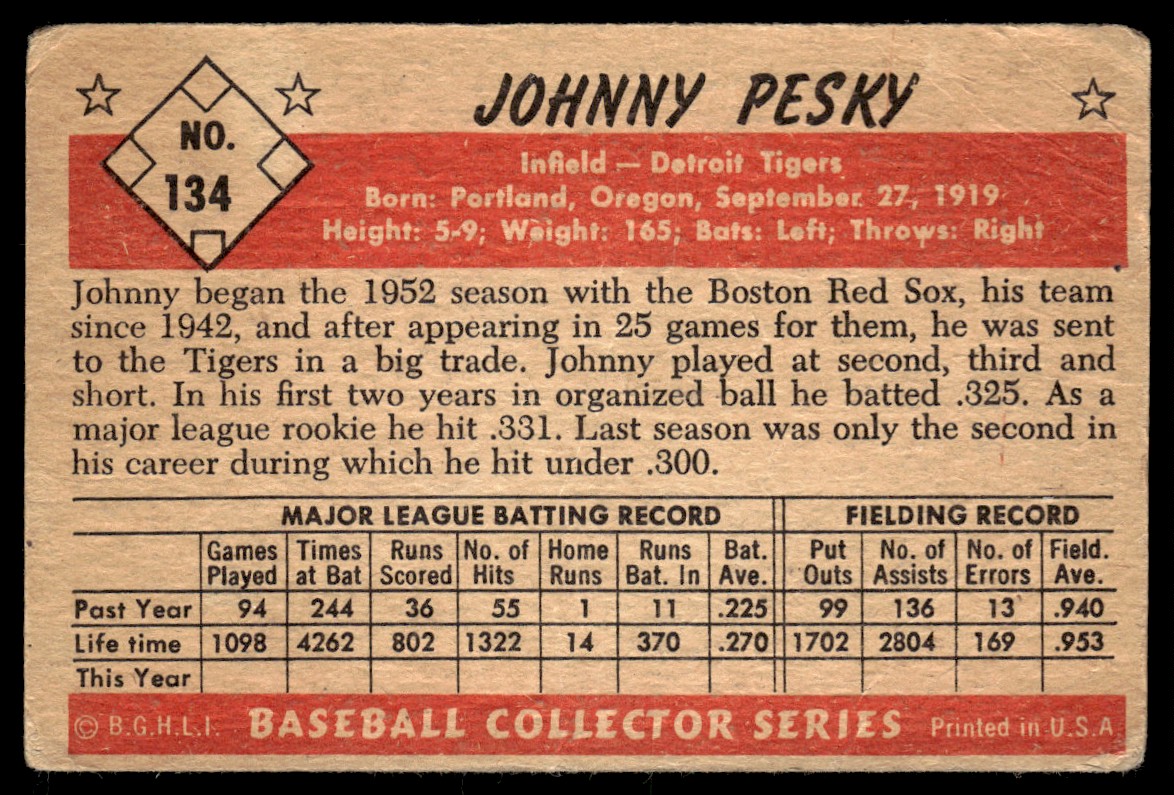 JOHNNY PESKY
NO.
134
Infield — Detroit Tigers
Born: Portland, Oregon, September 27, 1919
Height: 5-9; Weight: 165; Bats: Left; Throws: Right
Johnny began the 1952 season with the Boston Red Sox, his team
since 1942, and after appearing in 25 games for them, he was sent
to the Tigers in a big trade. Johnny played at second, third and
short. In his first two years in organized ball he batted .325. As a
major league rookie he hit .331. Last season was only the second in
his career during which he hit under .300.
MAJOR LEAGUE BATTING RECORD FIELDING RECORD
Games Times Runs No. of Home Runs Bat. Put No. of No. of Field.
Played at Bat Scored Hits Runs Bat. In Ave. Outs Assists Errors Ave.
Past Year 94 244 36 55 1 11 .225 99 136 13 .940
Life time 1098 4262 802 1322 14 370 .270 1702 2804 169 .953
This Year
© B.G.H.L.I. BASEBALL COLLECTOR SERIES Printed in U.S.A